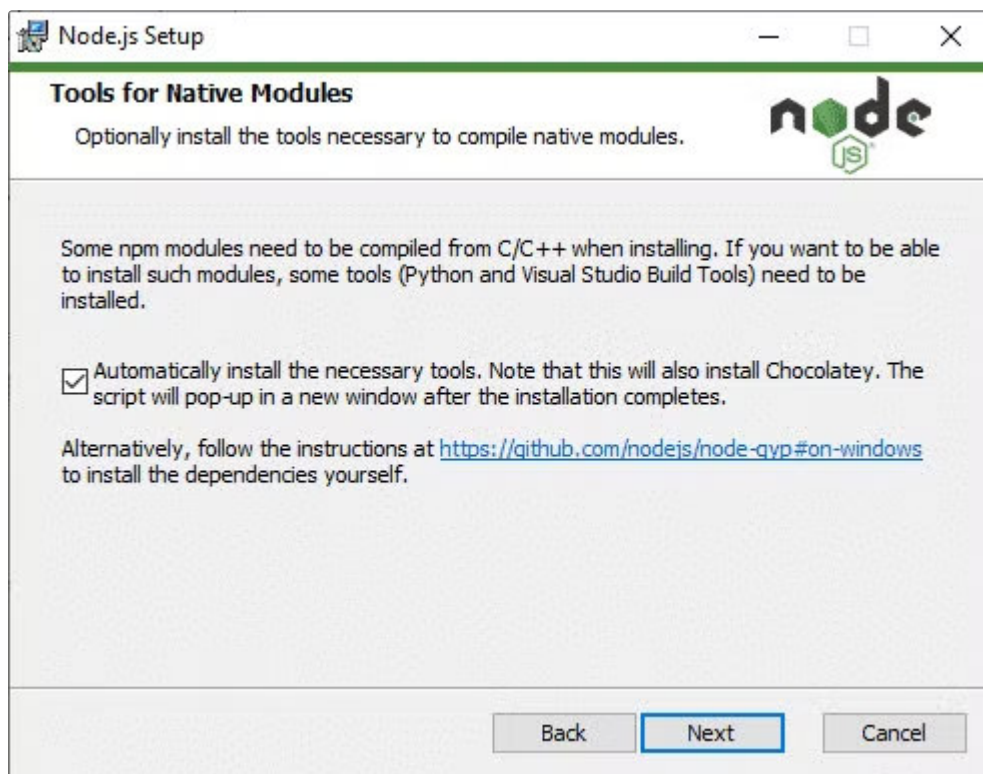 Node.js Setup
Tools for Native Modules
Optionally install the tools necessary to compile native modules.
node
JS
Some npm modules need to be compiled from C/C++ when installing. If you want to be able
to install such modules, some tools (Python and Visual Studio Build Tools) need to be
installed.
Automatically install the necessary tools. Note that this will also install Chocolatey. The
script will pop-up in a new window after the installation completes.
Alternatively, follow the instructions at https://github.com/nodejs/node-gyp#on-windows
to install the dependencies yourself.
Back
Next
Cancel